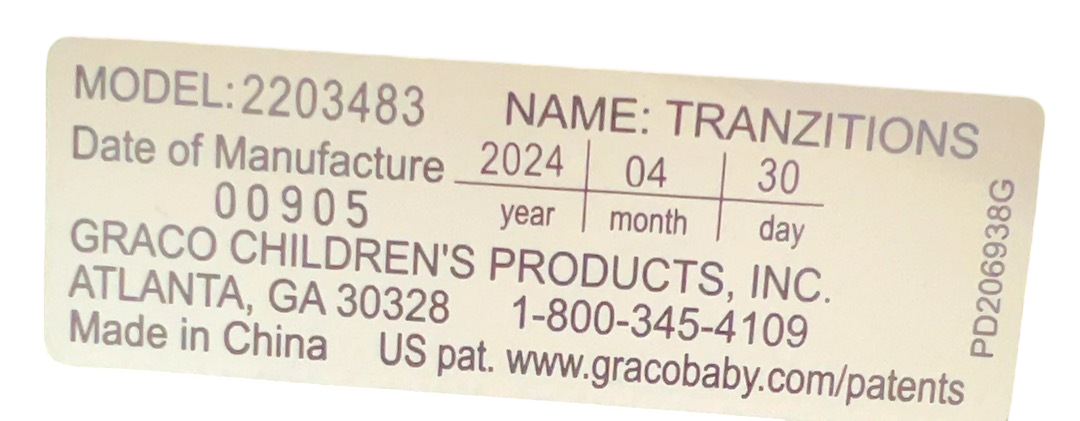 MODEL:2203483 NAME: TRANZITIONS
Date of Manufacture 2024 04 30
00905 year month day
GRACO CHILDREN'S PRODUCTS, INC.
ATLANTA, GA 30328 1-800-345-4109
Made in China US pat. www.gracobaby.com/patents
PD206938G